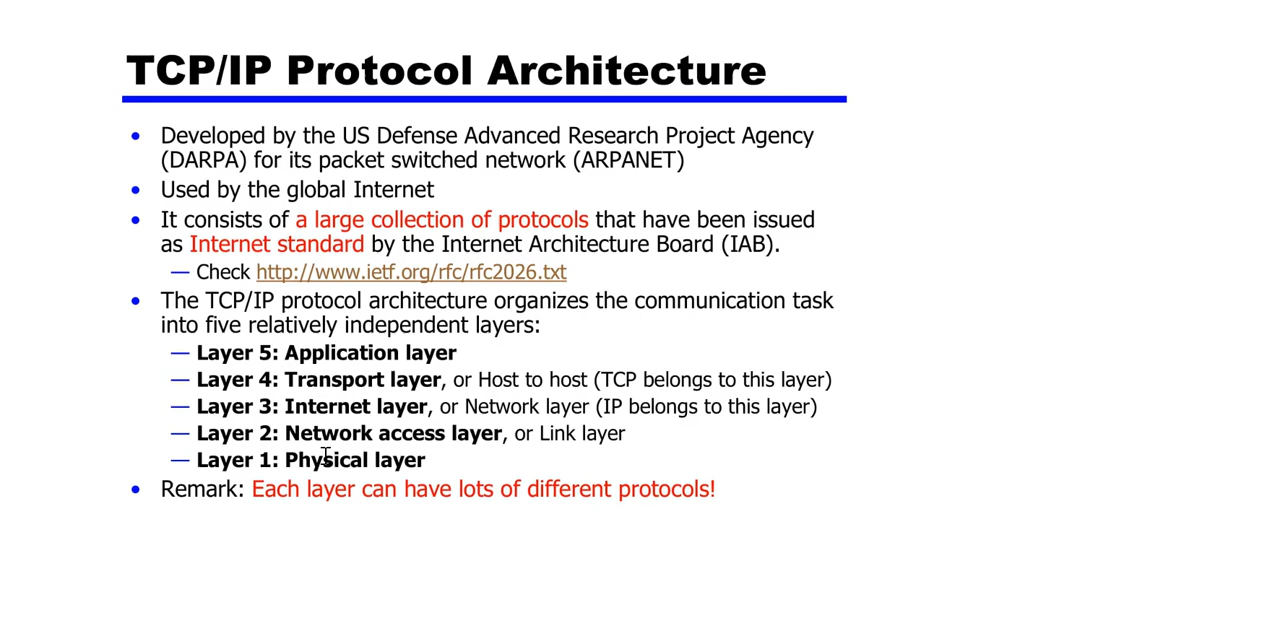 TCP/IP Protocol Architecture
• Developed by the US Defense Advanced Research Project Agency
(DARPA) for its packet switched network (ARPANET)
• Used by the global Internet
• It consists of a large collection of protocols that have been issued
as Internet standard by the Internet Architecture Board (IAB).
— Check http://www.ietf.org/rfc/rfc2026.txt
• The TCP/IP protocol architecture organizes the communication task
into five relatively independent layers:
— Layer 5: Application layer
— Layer 4: Transport layer, or Host to host (TCP belongs to this layer)
— Layer 3: Internet layer, or Network layer (IP belongs to this layer)
— Layer 2: Network access layer, or Link layer
— Layer 1: Physical layer
• Remark: Each layer can have lots of different protocols!